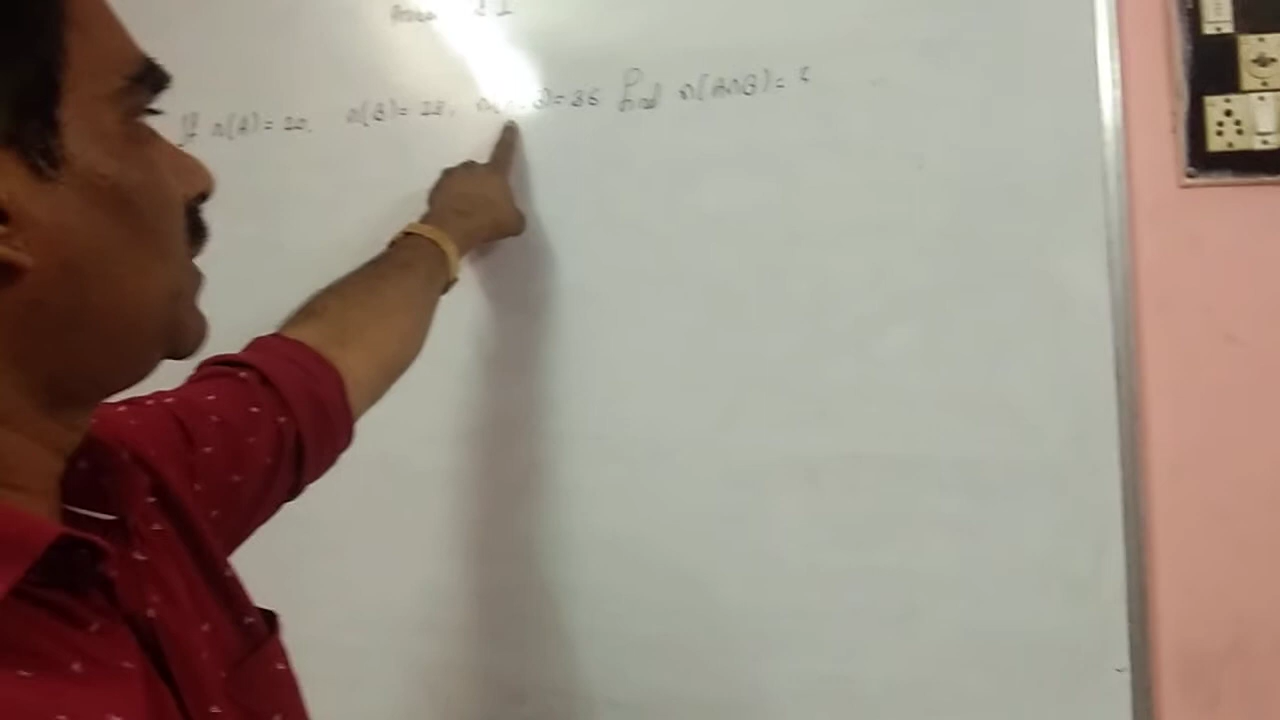 If n(A) = 20, n(B) = 28, = 36 Find n(A∩B) = ?